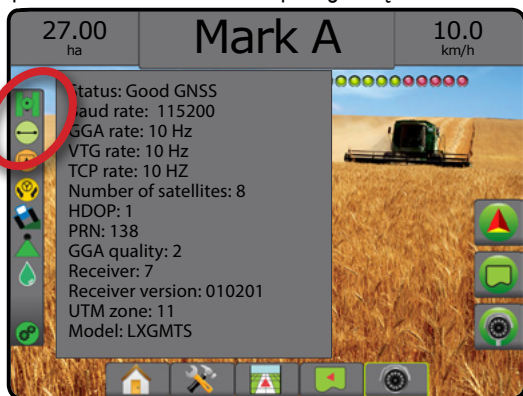 27.00
ha
Mark A
10.0
km/h
Status: Good GNSS
Baud rate: 115200
GGA rate: 10 Hz
VTG rate: 10 Hz
TCP rate: 10 HZ
Number of satellites: 8
HDOP: 1
PRN: 138
GGA quality: 2
Receiver: 7
Receiver version: 010201
UTM zone: 11
Model: LXGMTS